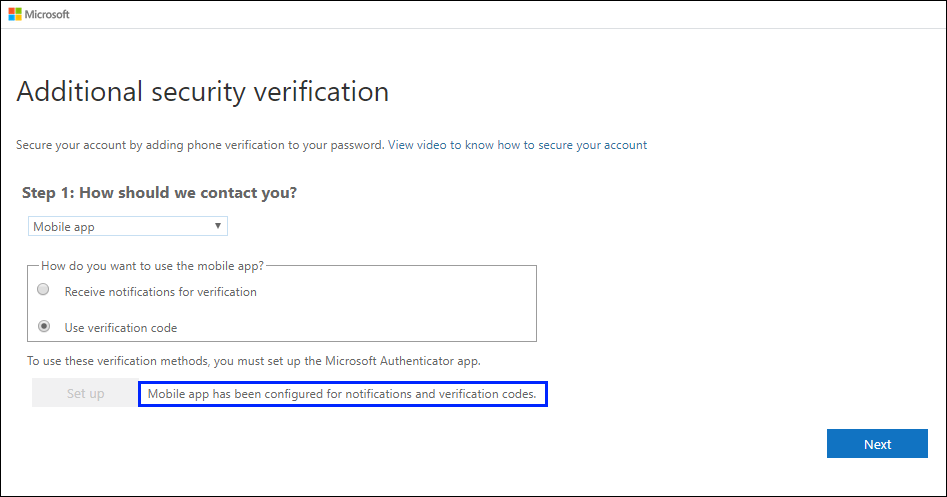 Microsoft
Additional security verification
Secure your account by adding phone verification to your password. View video to know how to secure your account
Step 1: How should we contact you?
Mobile app
How do you want to use the mobile app?
Receive notifications for verification
Use verification code
To use these verification methods, you must set up the Microsoft Authenticator app.
Set up Mobile app has been configured for notifications and verification codes.
Next